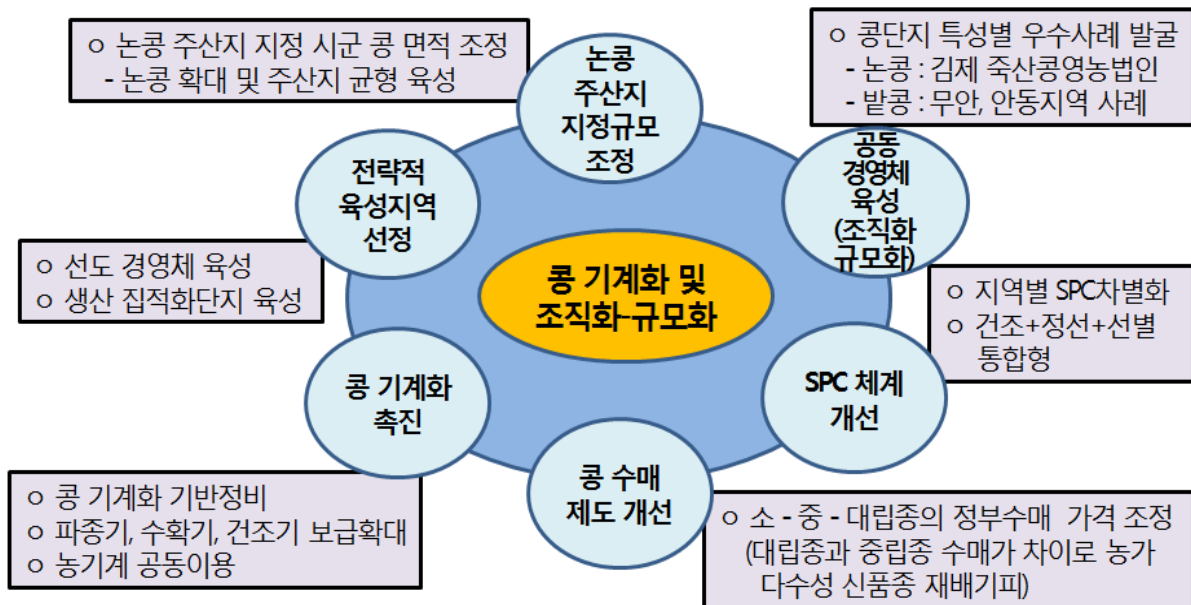 ㅇ 논콩 주산지 지정 시군 콩 면적 조정
- 논콩 확대 및 주산지 균형 육성
논콩
주산지
지정규모
조정
ㅇ 콩단지 특성별 우수사례 발굴
- 논콩 : 김제 죽산콩영농법인
- 밭콩 : 무안, 안동지역 사례
공동
경영체
육성
(조직화
규모화)
전략적
육성지역
선정
ㅇ 선도 경영체 육성
ㅇ 생산 집적화단지 육성
콩 기계화 및
조직화-규모화
ㅇ 지역별 SPC차별화
ㅇ 건조+정선+선별
통합형
SPC 체계
개선
콩 기계화
촉진
ㅇ 콩 기계화 기반정비
ㅇ 파종기, 수확기, 건조기 보급확대
ㅇ 농기계 공동이용
콩 수매
제도 개선
ㅇ 소 - 중 - 대립종의 정부수매 가격 조정
(대립종과 중립종 수매가 차이로 농가
다수성 신품종 재배기피)